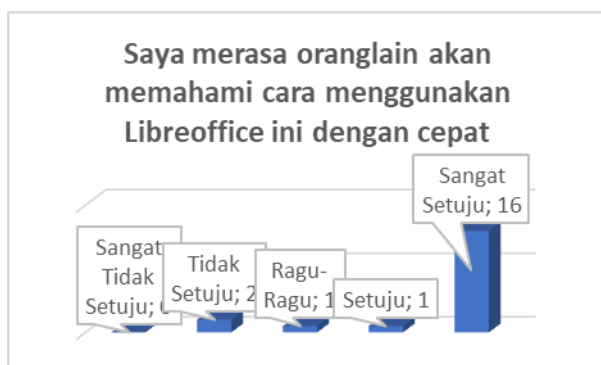 Saya merasa oranglain akan
memahami cara menggunakan
Libreoffice ini dengan cepat
Sangat
Tidak
Setuju; 0
Tidak
Setuju; 2
Ragu-
Ragu; 1
Setuju; 1
Sangat
Setuju; 16